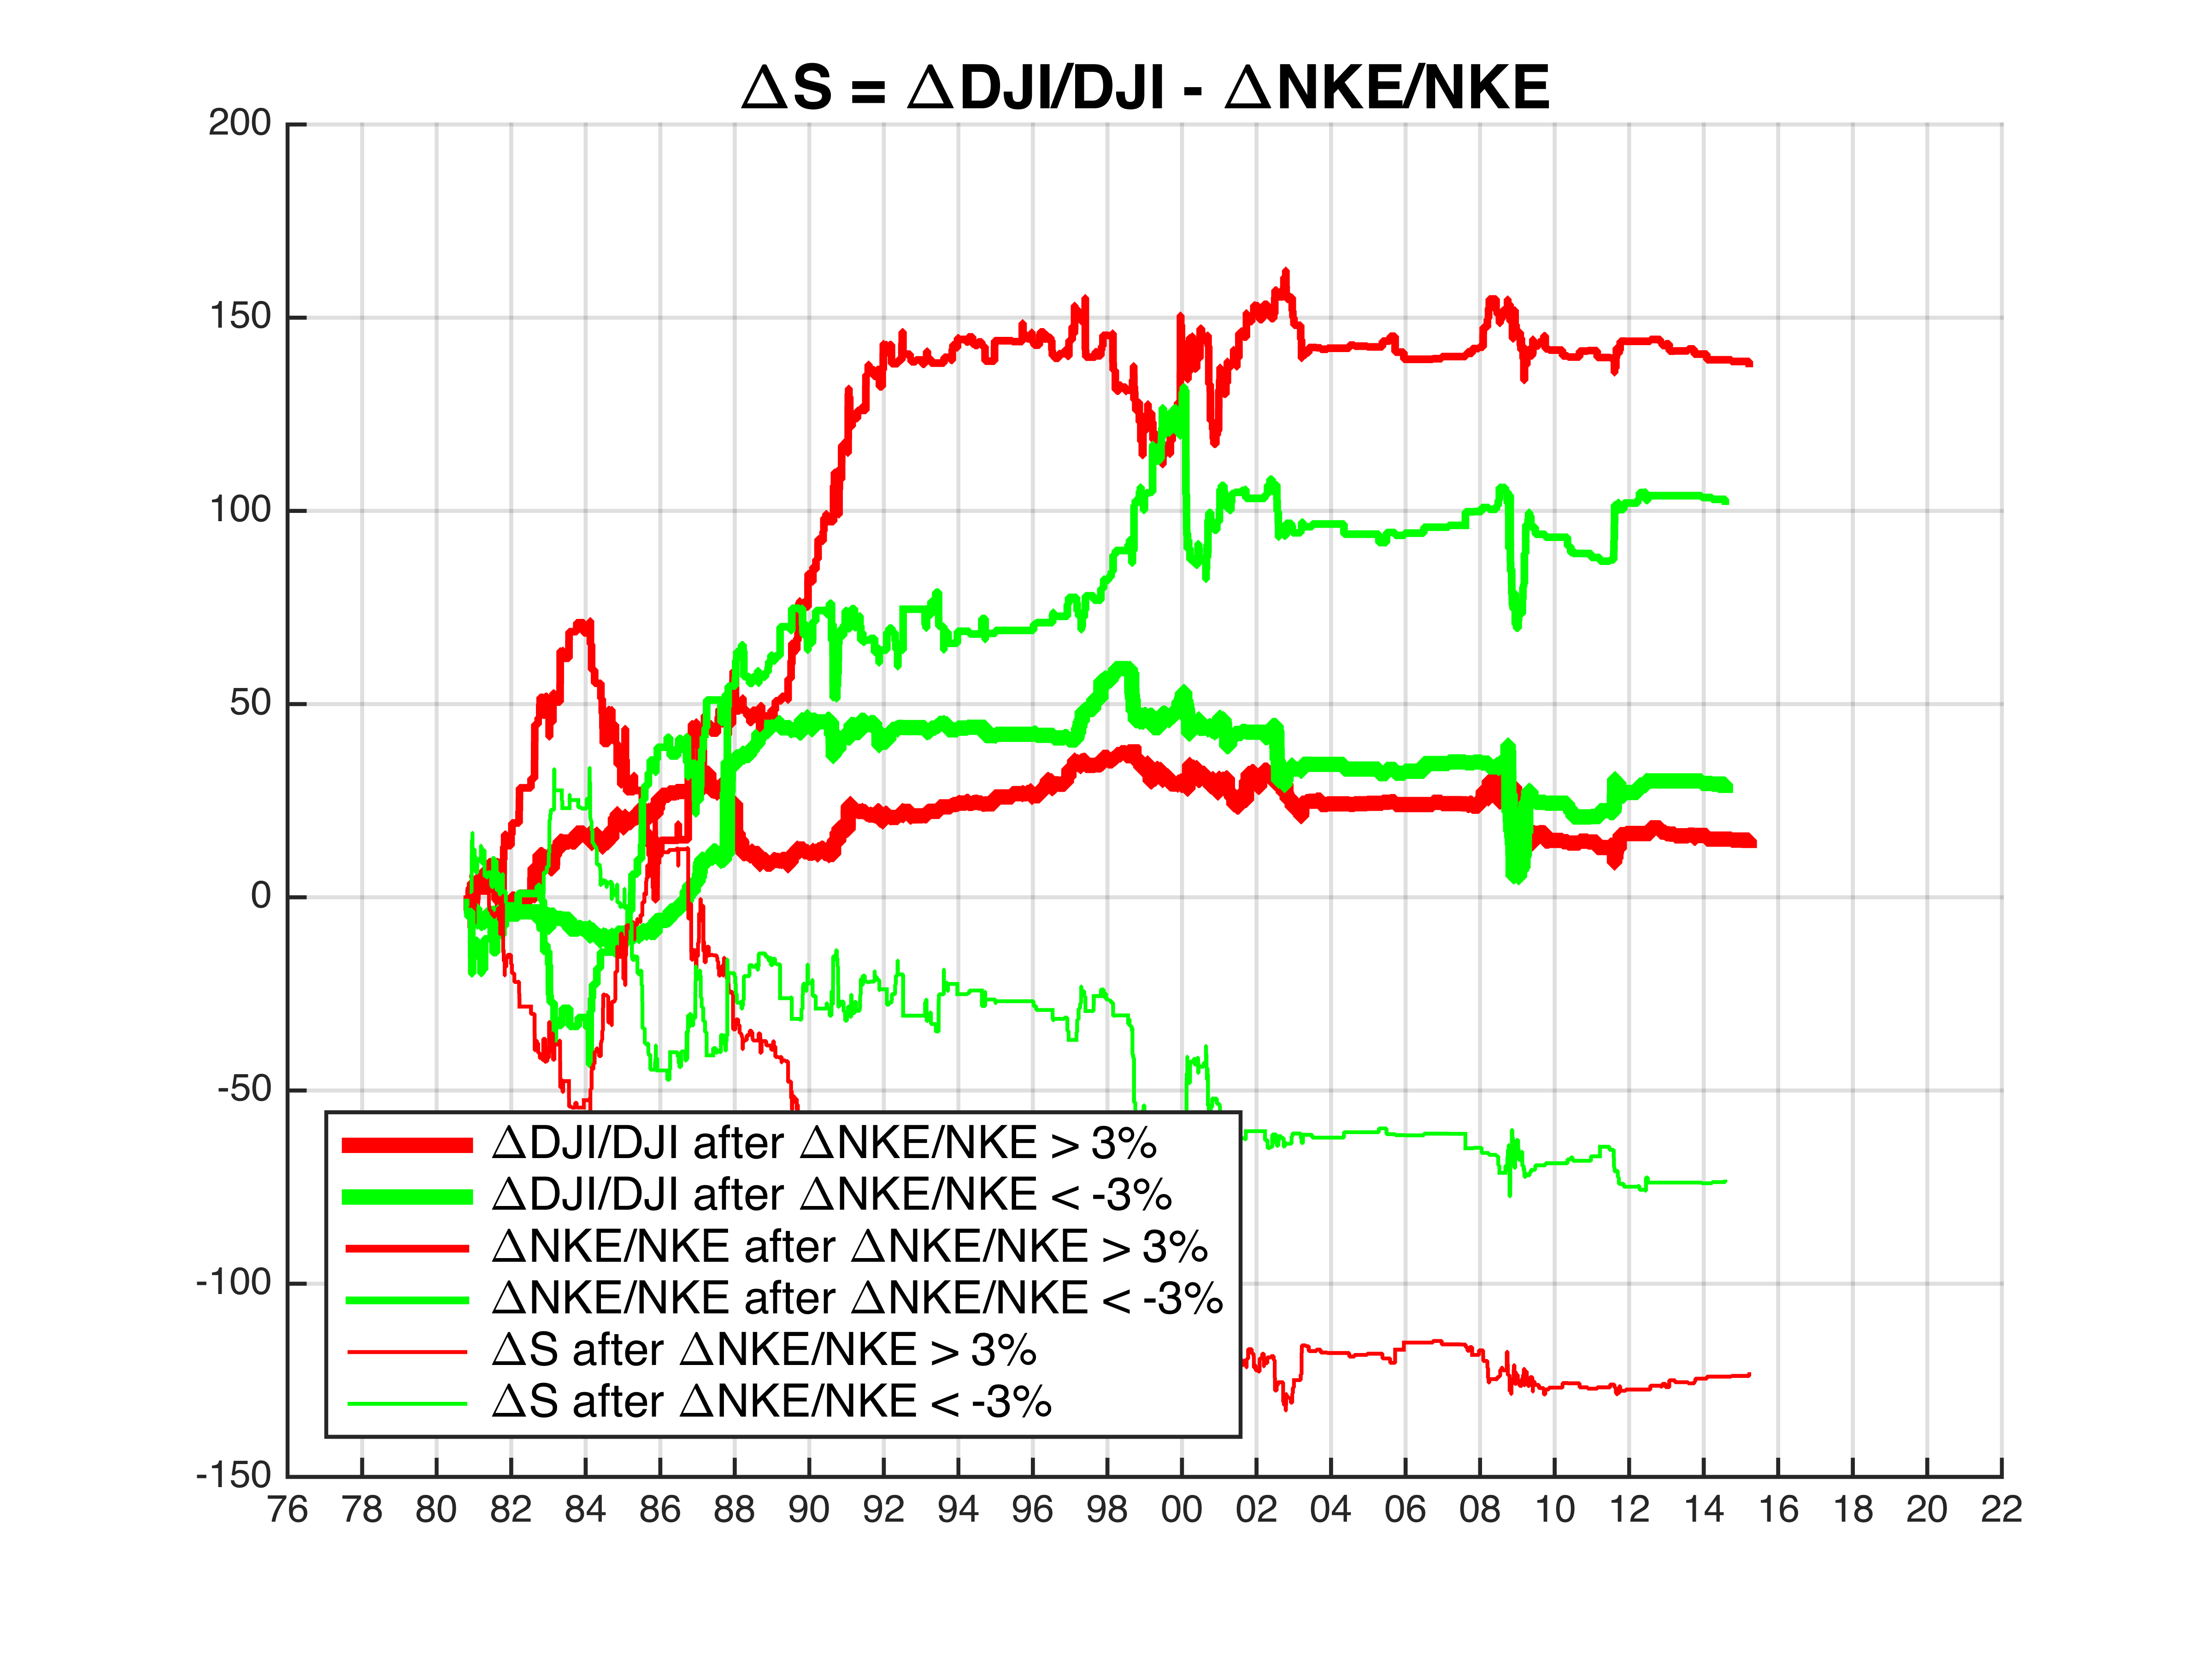 ΔS = ΔDJI/DJI - ΔNKE/NKE
200
150
100
50
0
-50
-100
-150
ΔDJI/DJI after ΔNKE/NKE > 3%
ΔDJI/DJI after ΔNKE/NKE < -3%
ΔNKE/NKE after ΔNKE/NKE > 3%
ΔNKE/NKE after ΔNKE/NKE < -3%
ΔS after ΔNKE/NKE > 3%
ΔS after ΔNKE/NKE < -3%
76 78 80 82 84 86 88 90 92 94 96 98 00 02 04 06 08 10 12 14 16 18 20 22